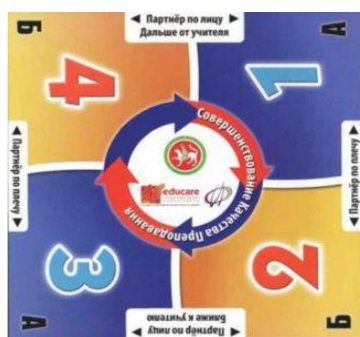 Б
◄ Партнёр по лицу ►
Дальше от учителя
А
4
1
◄ Партнёр по плечу ►
Совершенствование Качества Преподавания
educare
◄ Партнёр по плечу ►
3
2
А
Ближе к учителю
◄ Партнёр по лицу ►
Б